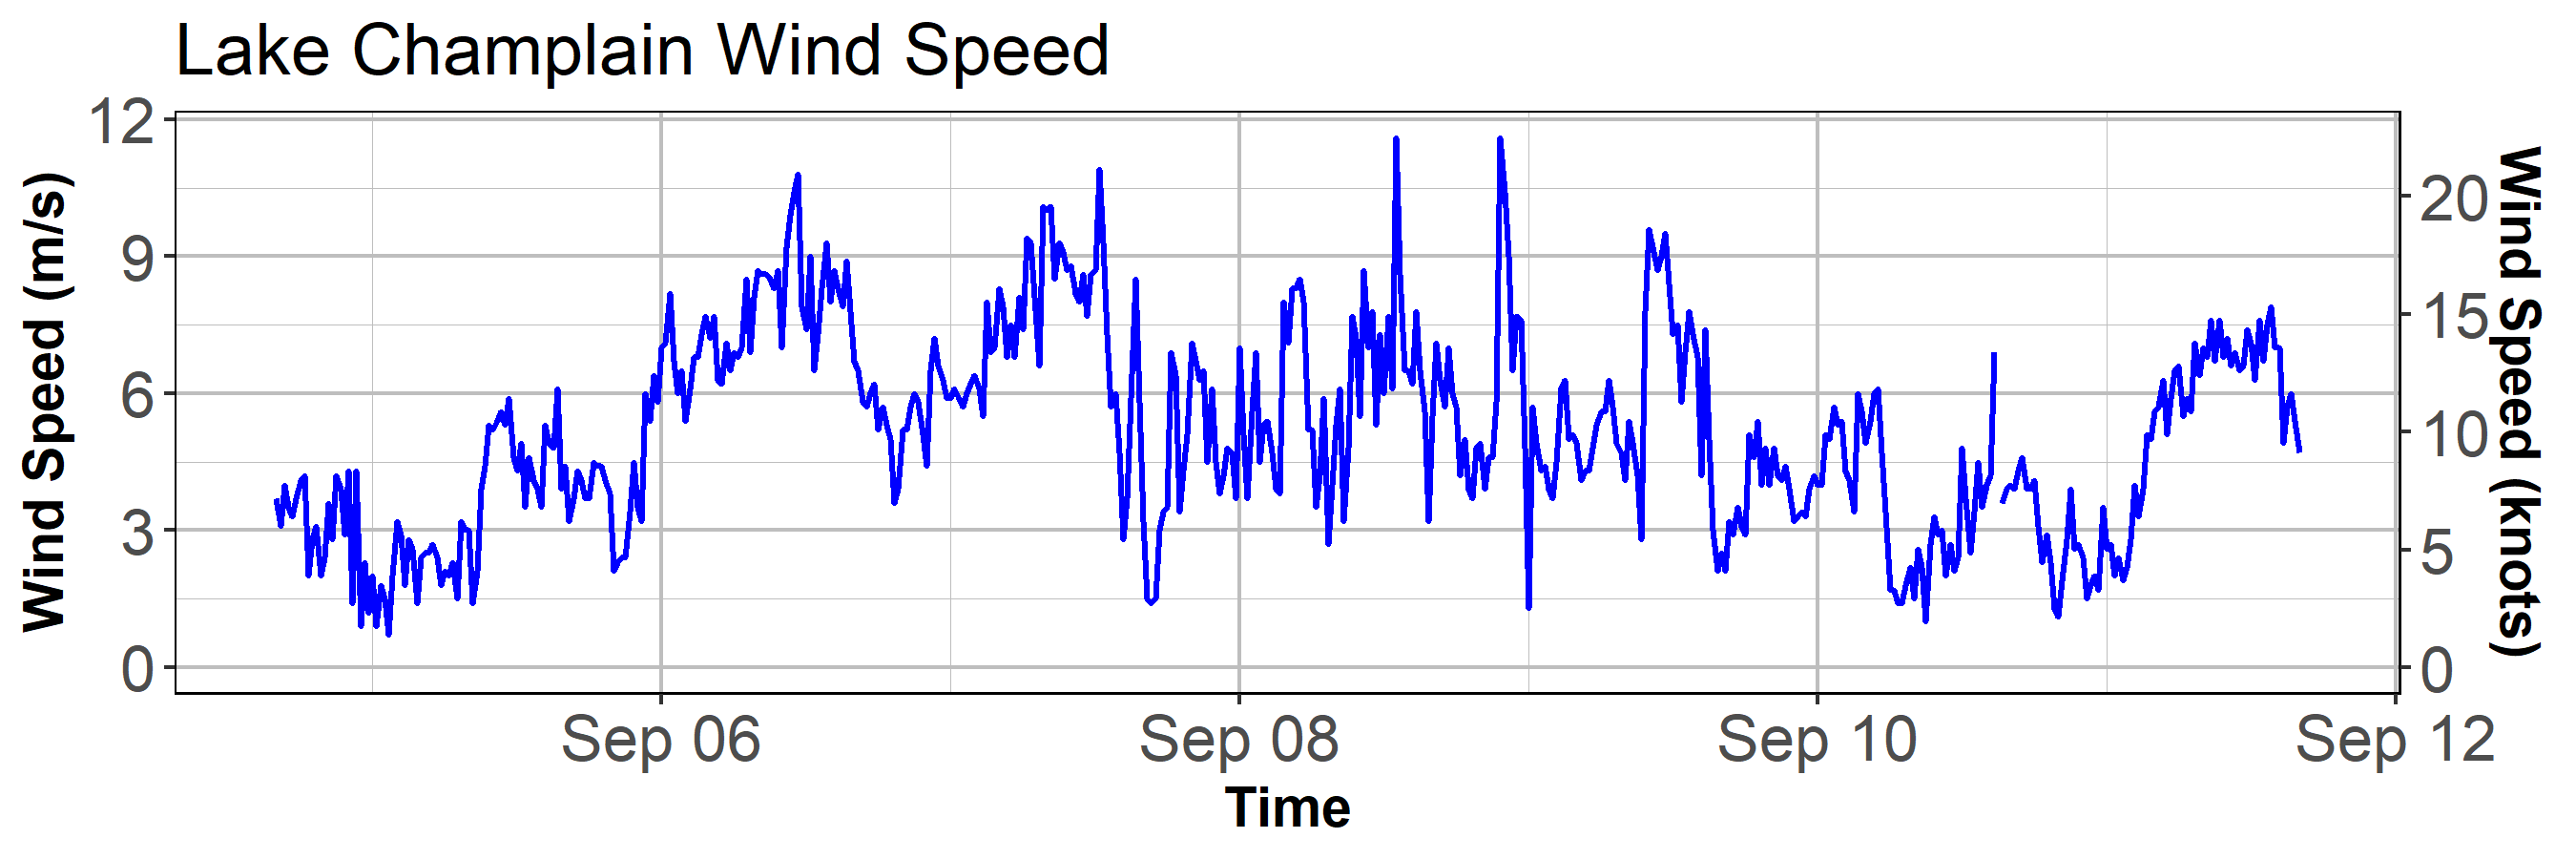 Lake Champlain Wind Speed
Wind Speed (m/s)
12
9
6
3
0
Wind Speed (knots)
20
15
10
5
0
Sep 06
Sep 08
Sep 10
Sep 12
Time